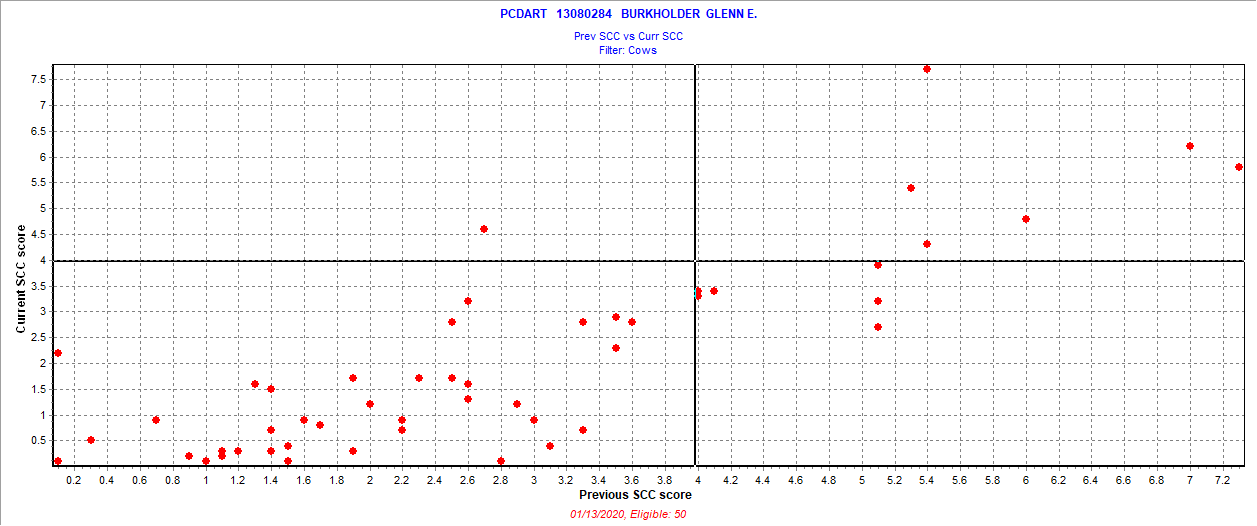 PCDART 13080284 BURKHOLDER GLENN E.
Prev SCC vs Curr SCC
Filter: Cows
Current SCC score
7.5
7
6.5
6
5.5
5
4.5
4
3.5
3
2.5
2
1.5
1
0.5
0.2 0.4 0.6 0.8 1 1.2 1.4 1.6 1.8 2 2.2 2.4 2.6 2.8 3 3.2 3.4 3.6 3.8 4 4.2 4.4 4.6 4.8 5 5.2 5.4 5.6 5.8 6 6.2 6.4 6.6 6.8 7 7.2
Previous SCC score
01/13/2020, Eligible: 50